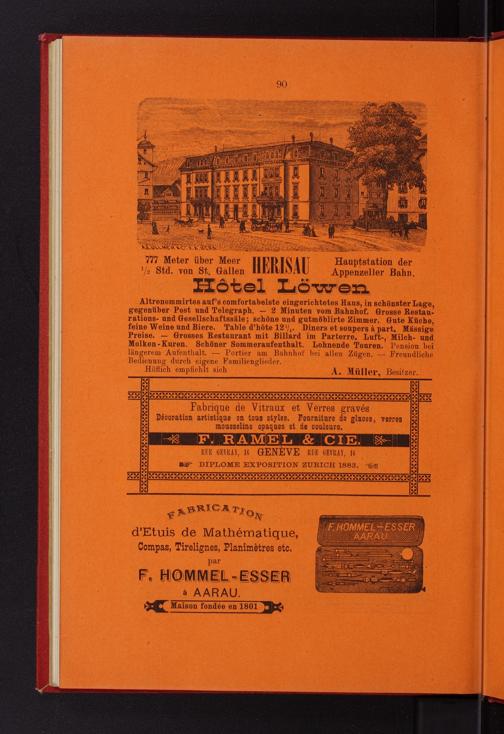 90
777 Meter über Meer
½ Std. von St. Gallen
HERISAU
Hauptstation der
Appenzeller Bahn.
Hôtel Löwen
Altrenommirtes auf's comfortabelste eingerichtetes Haus, in schönster Lage,
gegenüber Post und Telegraph. — 2 Minuten vom Bahnhof. Grosse Restau-
rations- und Gesellschaftssäle; schöne und gutmöblirte Zimmer. Gute Küche,
feine Weine und Biere. Table d'hôte 12½. Diners et soupers à part. Mässige
Preise. — Grosses Restaurant mit Billard im Parterre. Luft-, Milch- und
Molken-Kuren. Schöner Sommeraufenthalt. Lohnende Touren. Pension bei
längerem Aufenthalt. — Portier am Bahnhof bei allen Zügen. — Freundliche
Bedienung durch eigene Familienglieder.
Höflich empfiehlt sich A. Müller, Besitzer.
Fabrique de Vitraux et Verres gravés
Décoration artistique en tous styles. Fourniture de glaces, verres
mousseline opaques et de couleurs.
F. RAMEL & CIE.
RUE GEVRAY, 16 GENÈVE RUE GEVRAY, 16
DIPLOME EXPOSITION ZURICH 1883.
FABRICATION
d'Etuis de Mathématique,
Compas, Tirelignes, Planimètres etc.
par
F. HOMMEL-ESSER
à AARAU.
Maison fondée en 1801
F. HOMMEL-ESSER
AARAU.